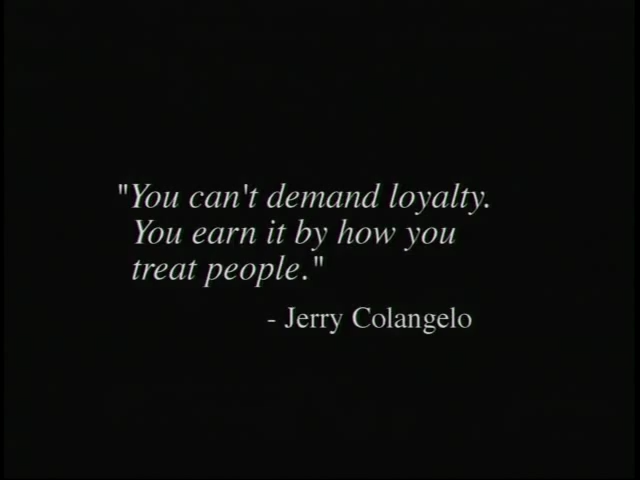 "You can't demand loyalty.
You earn it by how you
treat people."
- Jerry Colangelo